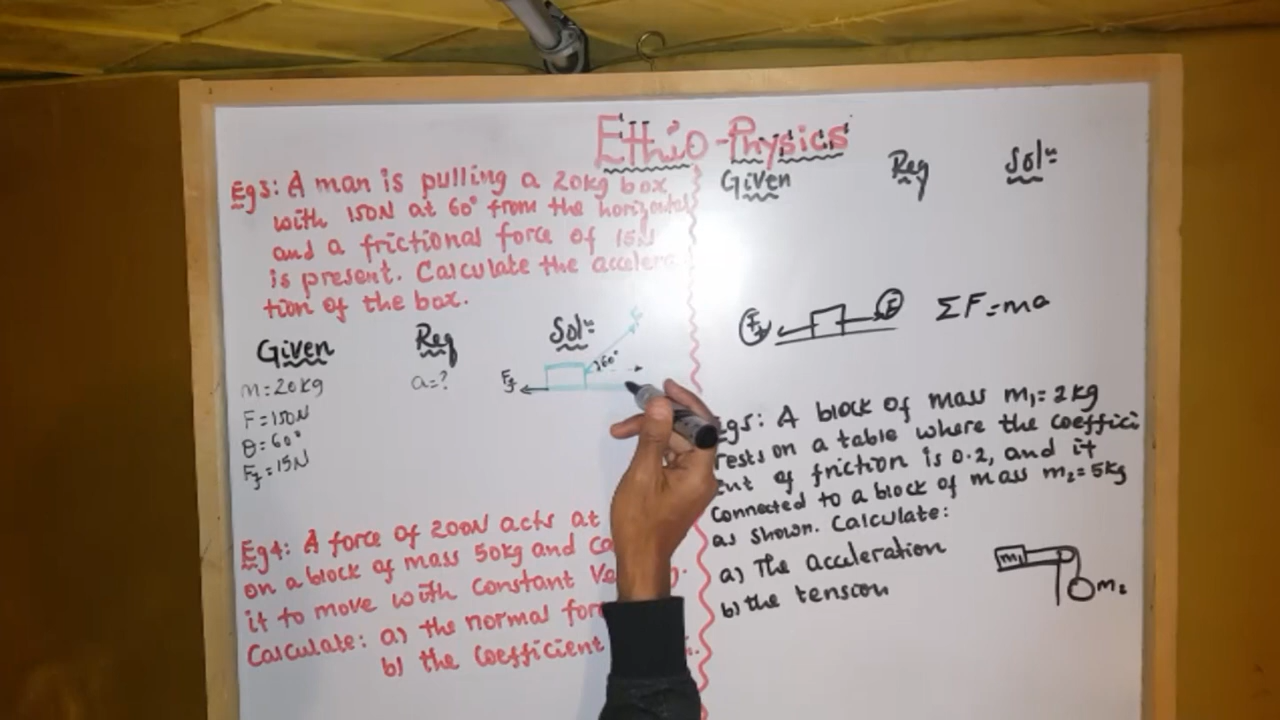 Ethio-Physics
Eg3: A man is pulling a 20kg box
with 150N at 60° from the horizontal
and a frictional force of 15N
is present. Calculate the accelera
tion of the box.
Given Req Sol:
m=20kg a=?
F=150N
θ=60°
Ff=15N
F
60°
Ff
Eg4: A force of 200N acts at
on a block of mass 50kg and
it to move with constant
Calculate: a) the normal
b) the coefficient
Given Req Sol:
Ff F ΣF=ma
Eg5: A block of mass m₁=2kg
rests on a table where the coeffici
ent of friction is 0.2, and it
Connected to a block of mass m₂=5kg
as shown. Calculate:
a) The acceleration
b) the tension
m₁
m₂